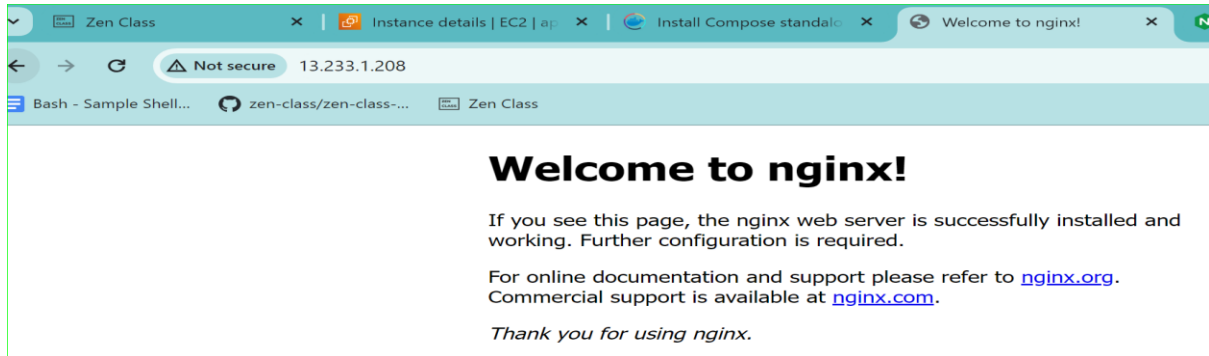 Zen Class
Instance details | EC2 | ap
Install Compose standalo
Welcome to nginx!
Not secure 13.233.1.208
Bash - Sample Shell... zen-class/zen-class-... Zen Class
Welcome to nginx!
If you see this page, the nginx web server is successfully installed and
working. Further configuration is required.
For online documentation and support please refer to nginx.org.
Commercial support is available at nginx.com.
Thank you for using nginx.